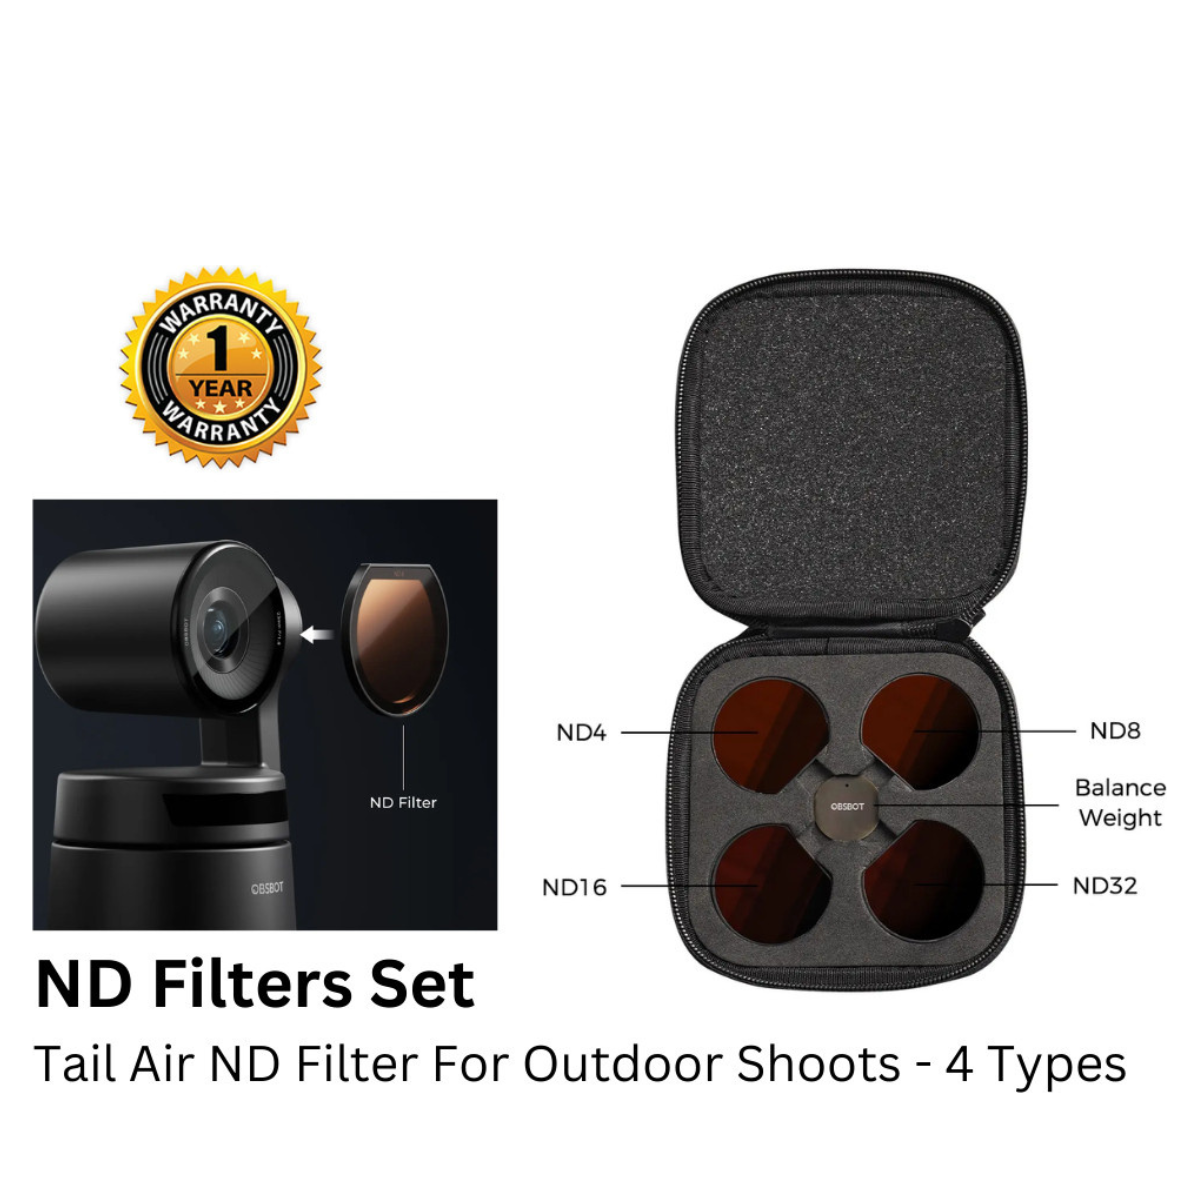 WARRANTY
1
YEAR
WARRANTY
ND Filter
OBSBOT
ND4
ND8
OBSBOT
Balance
Weight
ND16
ND32
ND Filters Set
Tail Air ND Filter For Outdoor Shoots - 4 Types